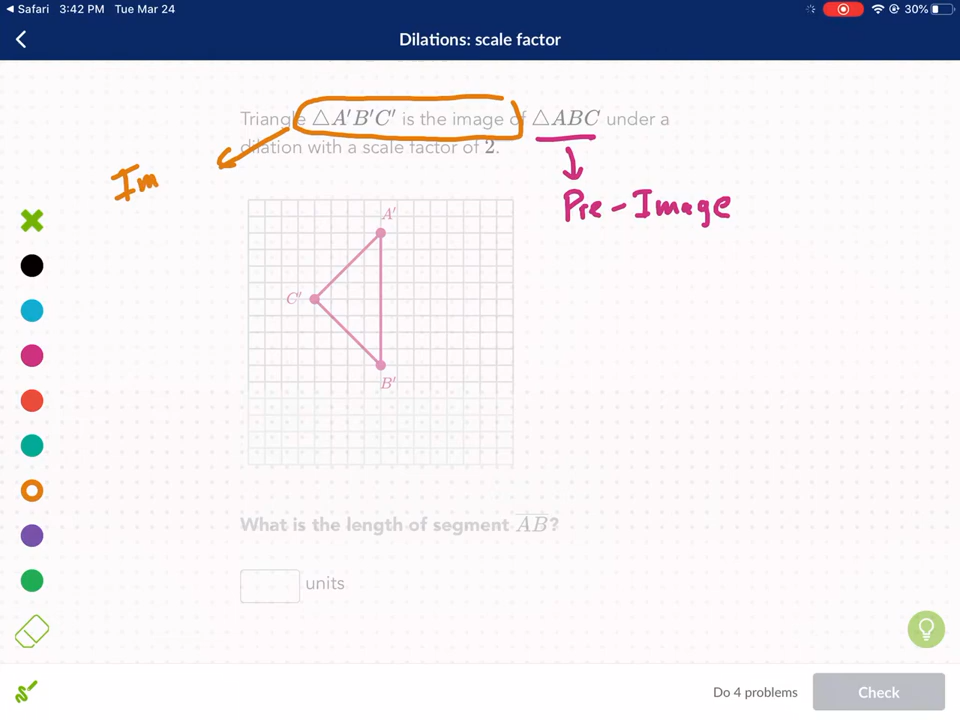 Safari 3:42 PM Tue Mar 24 30%
Dilations: scale factor
Triangle △A′B′C′ is the image of △ABC under a
dilation with a scale factor of 2.
Im
Pre-Image
A′
C′
B′
What is the length of segment A̅B̅?
units
Do 4 problems Check